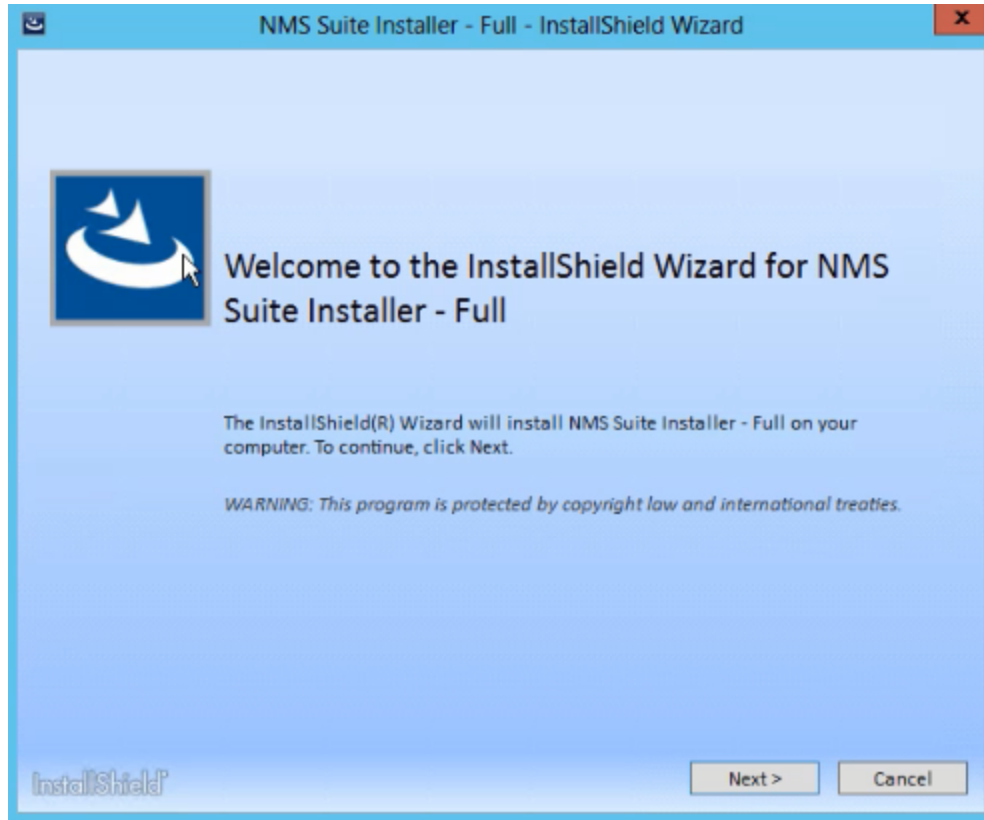 NMS Suite Installer - Full - InstallShield Wizard
x
Welcome to the InstallShield Wizard for NMS
Suite Installer - Full
The InstallShield(R) Wizard will install NMS Suite Installer - Full on your
computer. To continue, click Next.
WARNING: This program is protected by copyright law and international treaties.
InstallShield
Next >
Cancel